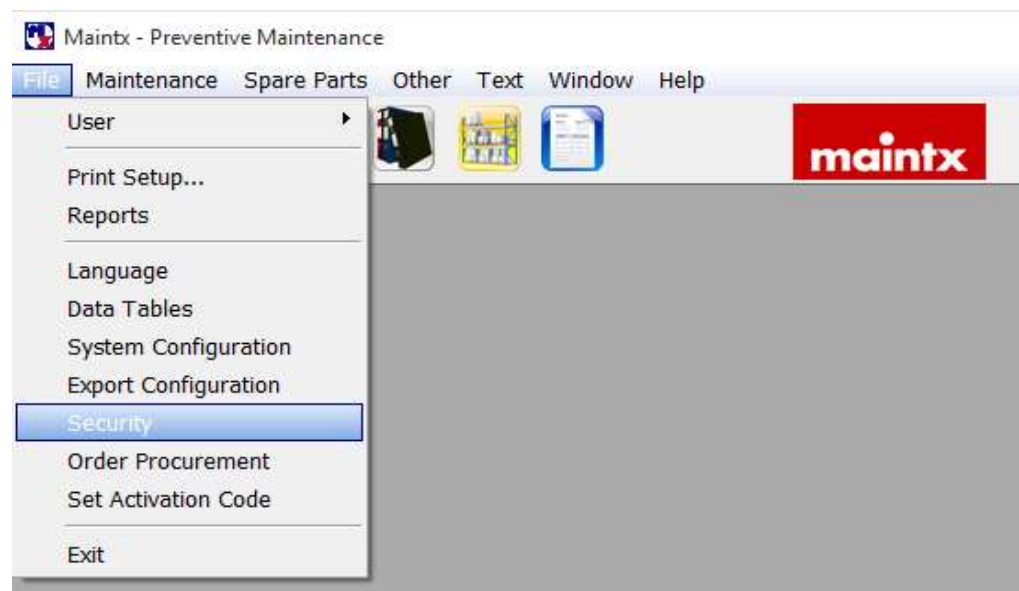 Maintx - Preventive Maintenance
File Maintenance Spare Parts Other Text Window Help
User
maintx
Print Setup...
Reports
Language
Data Tables
System Configuration
Export Configuration
Security
Order Procurement
Set Activation Code
Exit